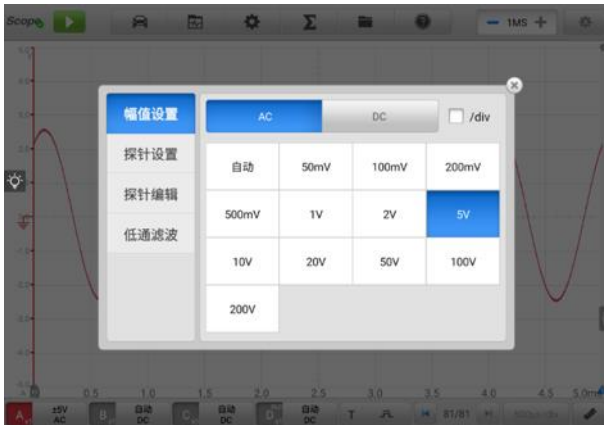 Scope
1MS
幅值设置
AC
DC
/div
探针设置
自动
50mV
100mV
200mV
探针编辑
500mV
1V
2V
5V
低通滤波
10V
20V
50V
100V
200V
0.5
1.0
1.5
2.0
2.5
3.0
3.5
4.0
4.5
5.0ms
A
±5V
AC
B
自动
DC
C
自动
DC
D
自动
DC
T
81/81